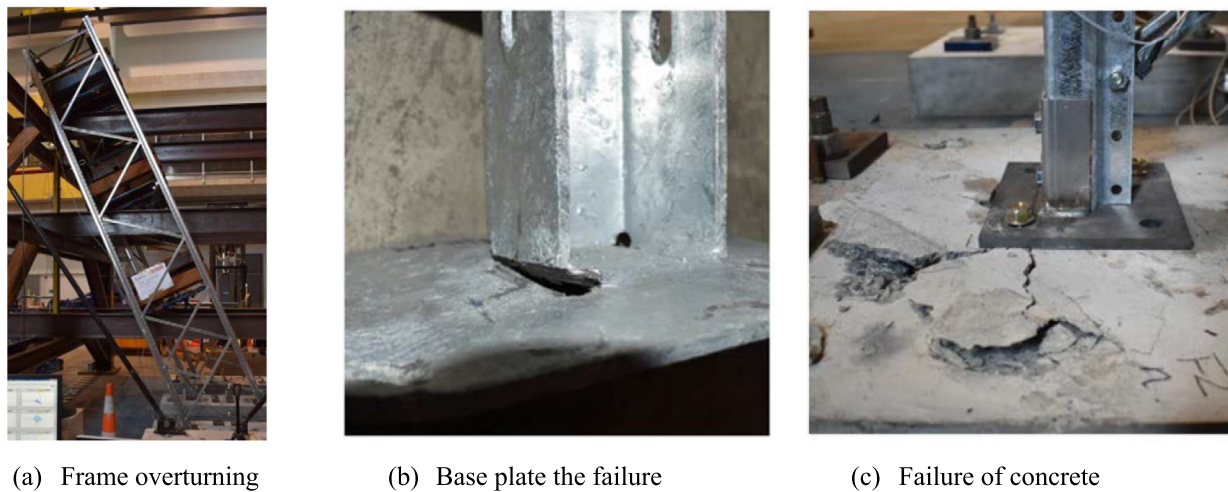 (a) Frame overturning
(b) Base plate the failure
(c) Failure of concrete